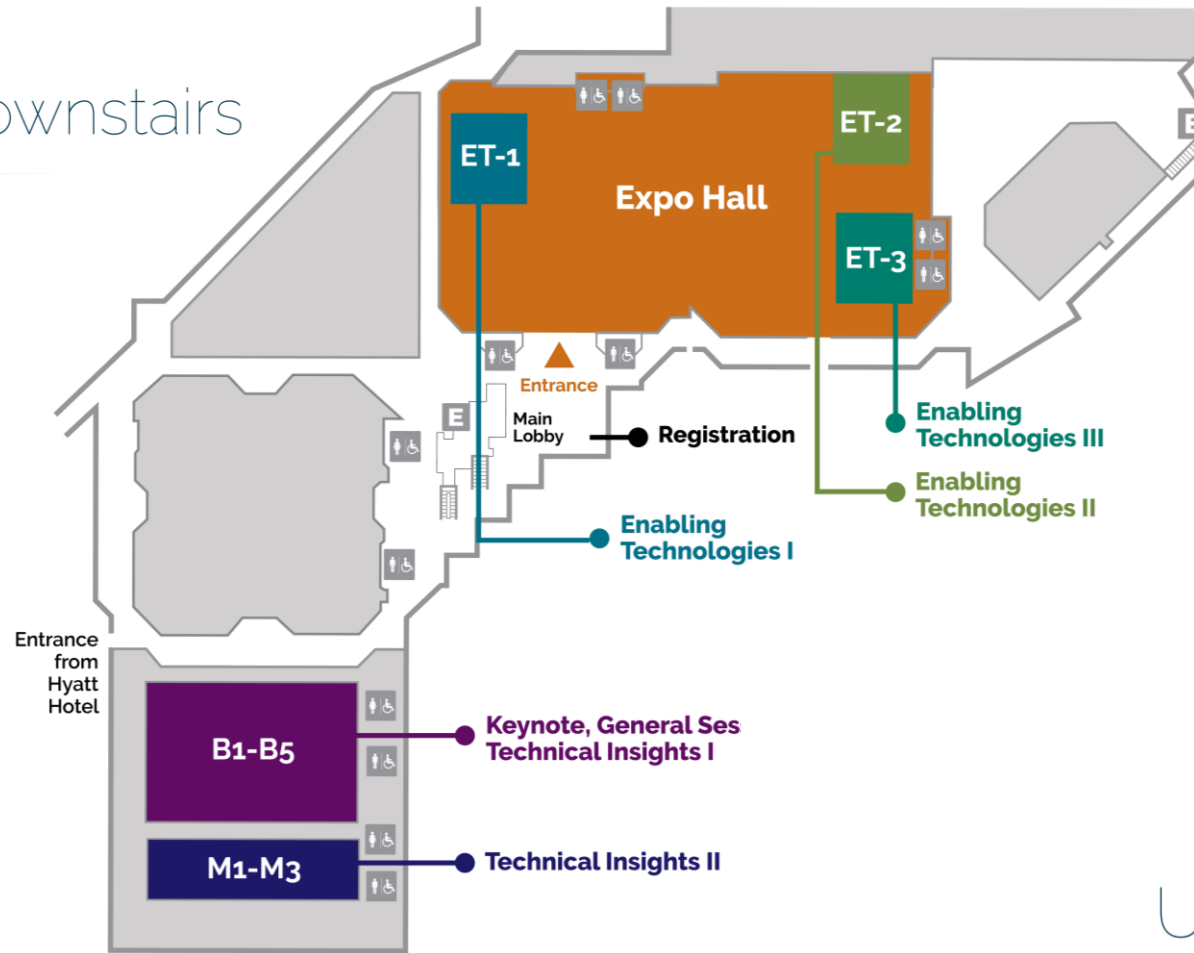 ownstairs
ET-1
ET-2
Expo Hall
ET-3
E
Entrance
E
Main
Lobby
Registration
Enabling
Technologies III
Enabling
Technologies II
Enabling
Technologies I
Entrance
from
Hyatt
Hotel
B1-B5
Keynote, General Ses
Technical Insights I
M1-M3
Technical Insights II
U